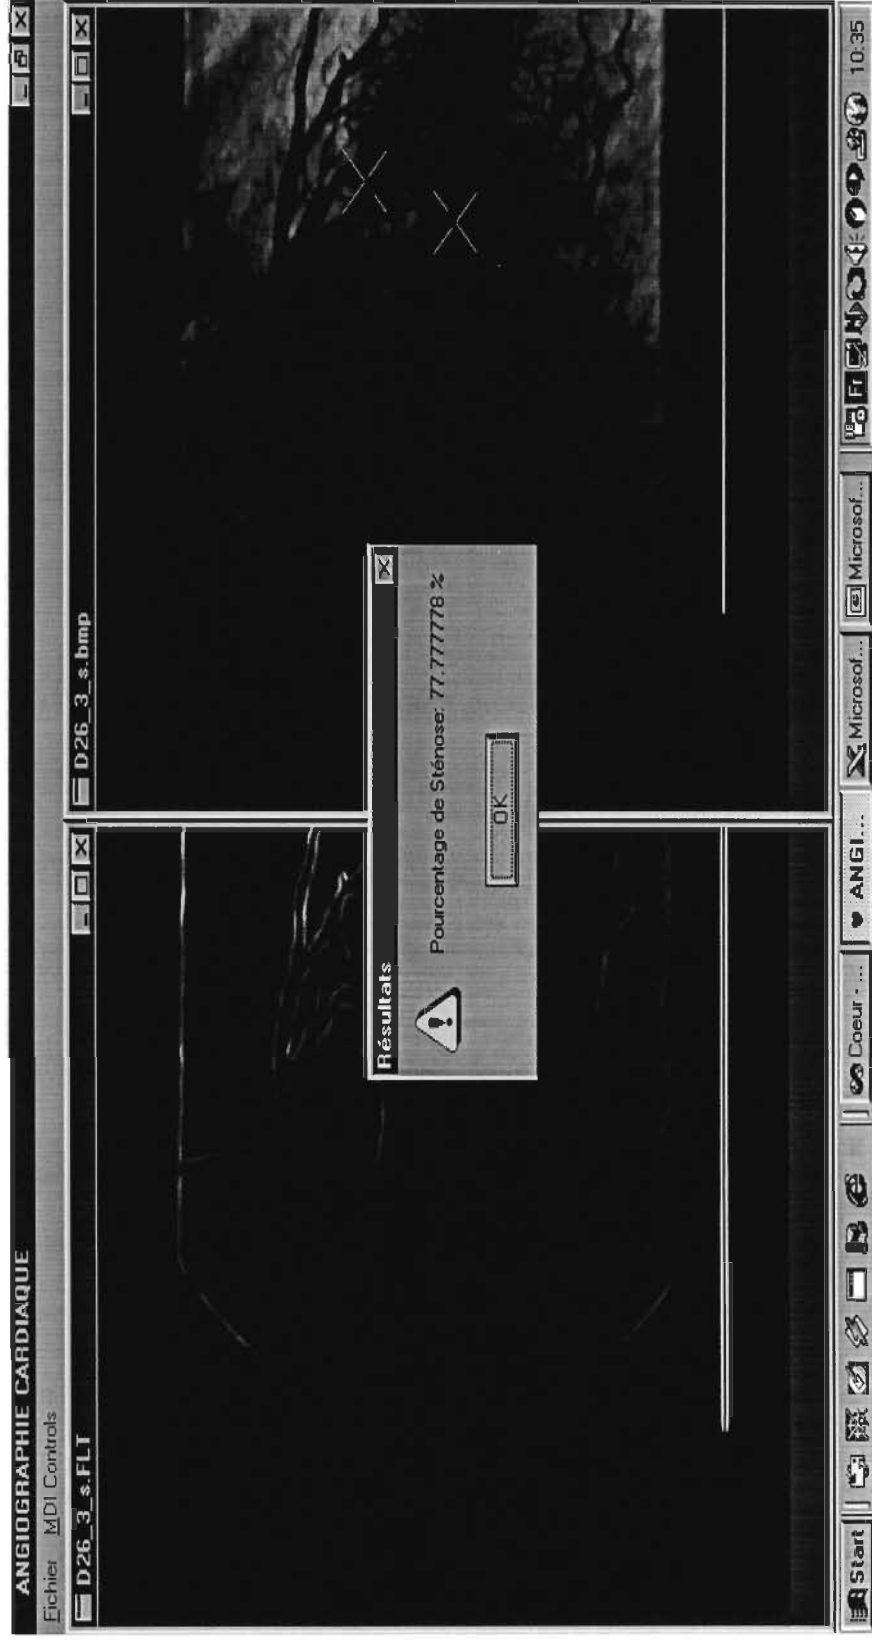 ANGIOGRAPHIE CARDIAQUE
Fichier MDI Controls
D26_3_s.FLT
D26_3_s.bmp
Résultats
Pourcentage de Sténose: 77.777778 %
OK
Start
Coeur - ...
ANGI...
Microsof...
Microsof...
Fr
10:35